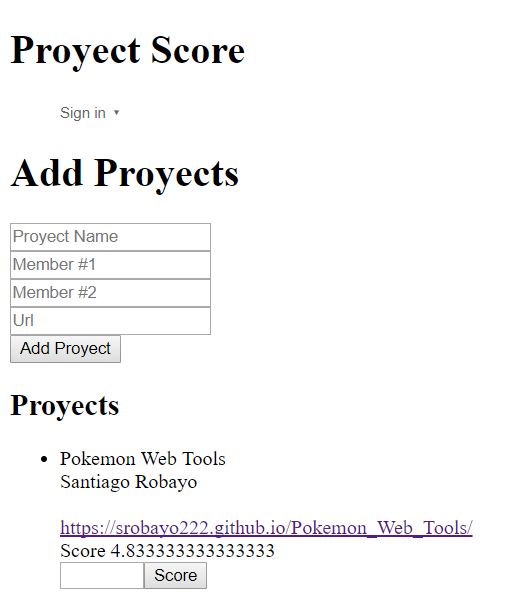 Proyect Score
Sign in ▾
Add Proyects
Proyect Name
Member #1
Member #2
Url
Add Proyect
Proyects
Pokemon Web Tools
Santiago Robayo
https://srobayo222.github.io/Pokemon_Web_Tools/
Score 4.833333333333333
Score